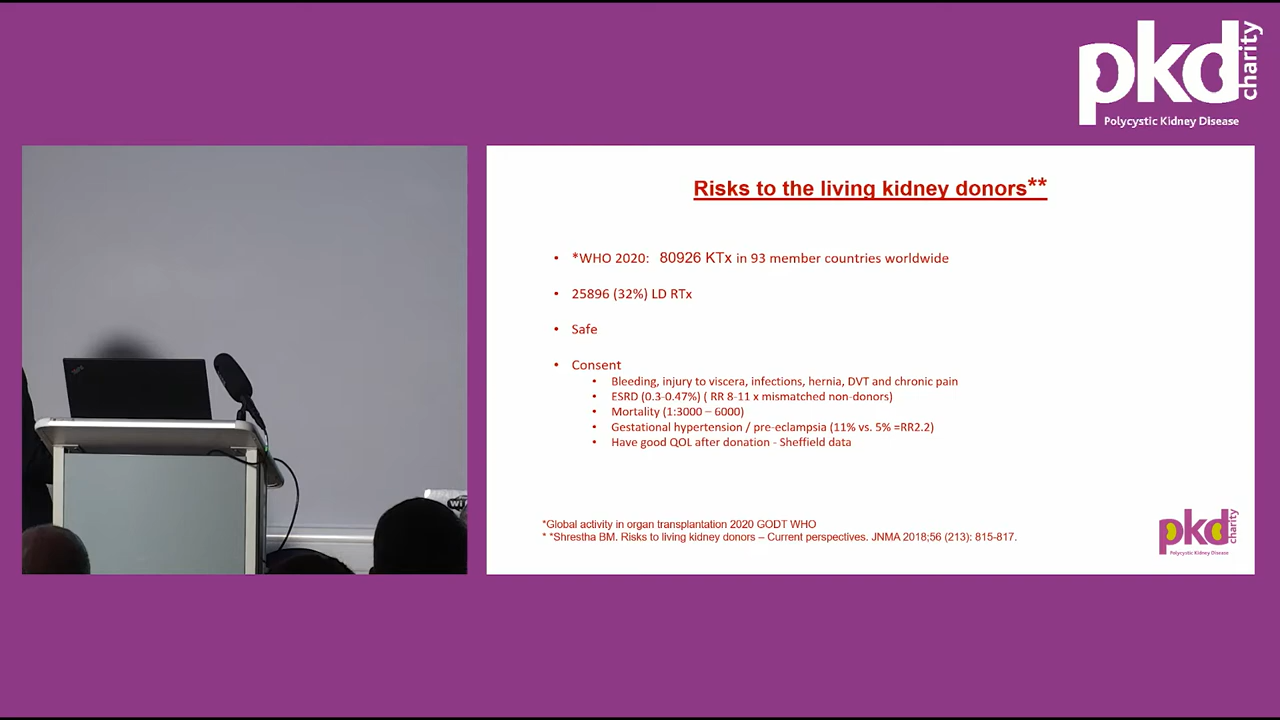 pkd
charity
Polycystic Kidney Disease
Risks to the living kidney donors**
• *WHO 2020: 80926 KTx in 93 member countries worldwide
• 25896 (32%) LD RTx
• Safe
• Consent
• Bleeding, injury to viscera, infections, hernia, DVT and chronic pain
• ESRD (0.3-0.47%) ( RR 8-11 x mismatched non-donors)
• Mortality (1:3000 – 6000)
• Gestational hypertension / pre-eclampsia (11% vs. 5% =RR2.2)
• Have good QOL after donation - Sheffield data
*Global activity in organ transplantation 2020 GODT WHO
* *Shrestha BM. Risks to living kidney donors – Current perspectives. JNMA 2018;56 (213): 815-817.
pkd
charity
Polycystic Kidney Disease